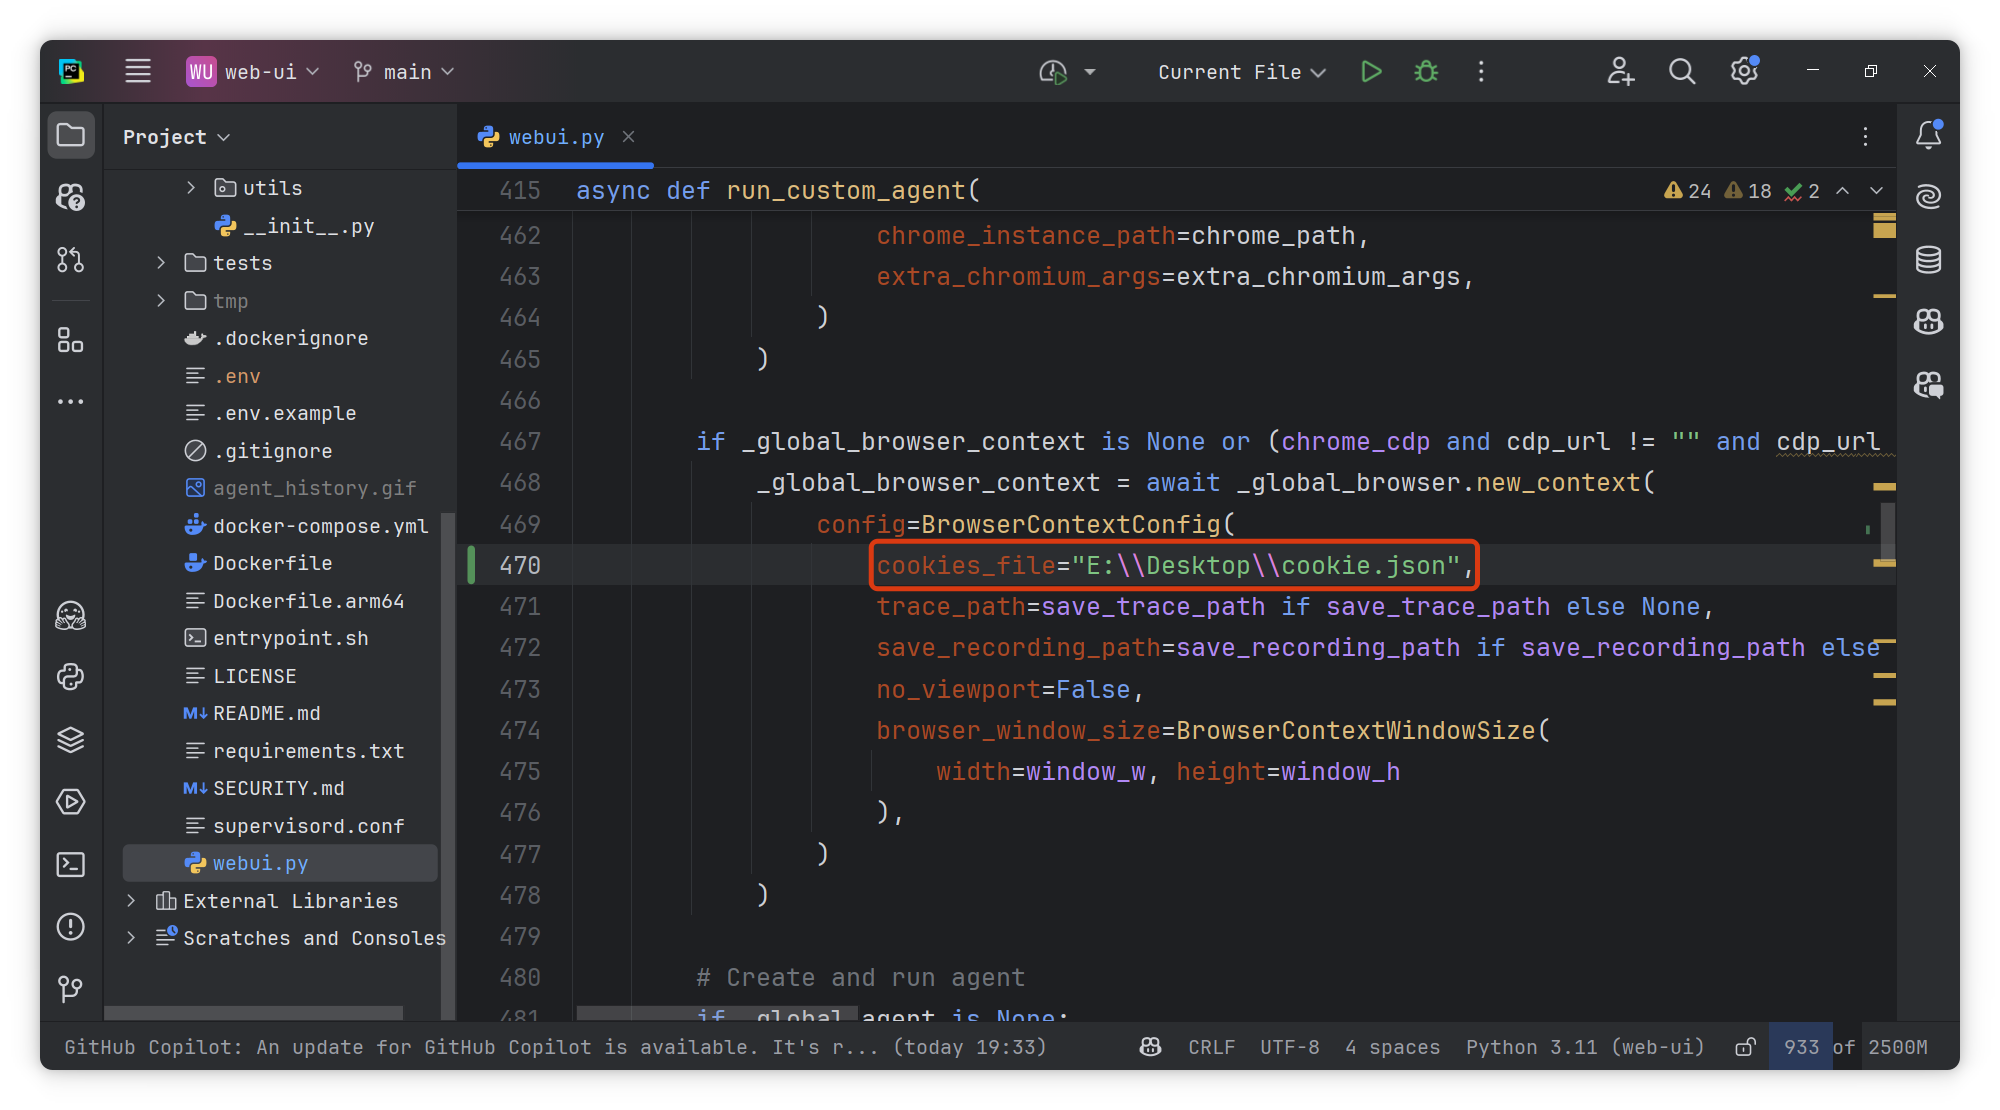 PC
WU web-ui
main
Current File
Project
webui.py
utils
__init__.py
tests
tmp
.dockerignore
.env
.env.example
.gitignore
agent_history.gif
docker-compose.yml
Dockerfile
Dockerfile.arm64
entrypoint.sh
LICENSE
M↓ README.md
requirements.txt
M↓ SECURITY.md
supervisord.conf
webui.py
External Libraries
Scratches and Consoles
415 async def run_custom_agent(
24 18 2
462 chrome_instance_path=chrome_path,
463 extra_chromium_args=extra_chromium_args,
464 )
465 )
466
467 if _global_browser_context is None or (chrome_cdp and cdp_url != "" and cdp_url
468 _global_browser_context = await _global_browser.new_context(
469 config=BrowserContextConfig(
470 cookies_file="E:\\Desktop\\cookie.json",
471 trace_path=save_trace_path if save_trace_path else None,
472 save_recording_path=save_recording_path if save_recording_path else
473 no_viewport=False,
474 browser_window_size=BrowserContextWindowSize(
475 width=window_w, height=window_h
476 ),
477 )
478 )
479
480 # Create and run agent
481 if _global_agent is None:
GitHub Copilot: An update for GitHub Copilot is available. It's r... (today 19:33)
CRLF UTF-8 4 spaces Python 3.11 (web-ui) 933 of 2500M